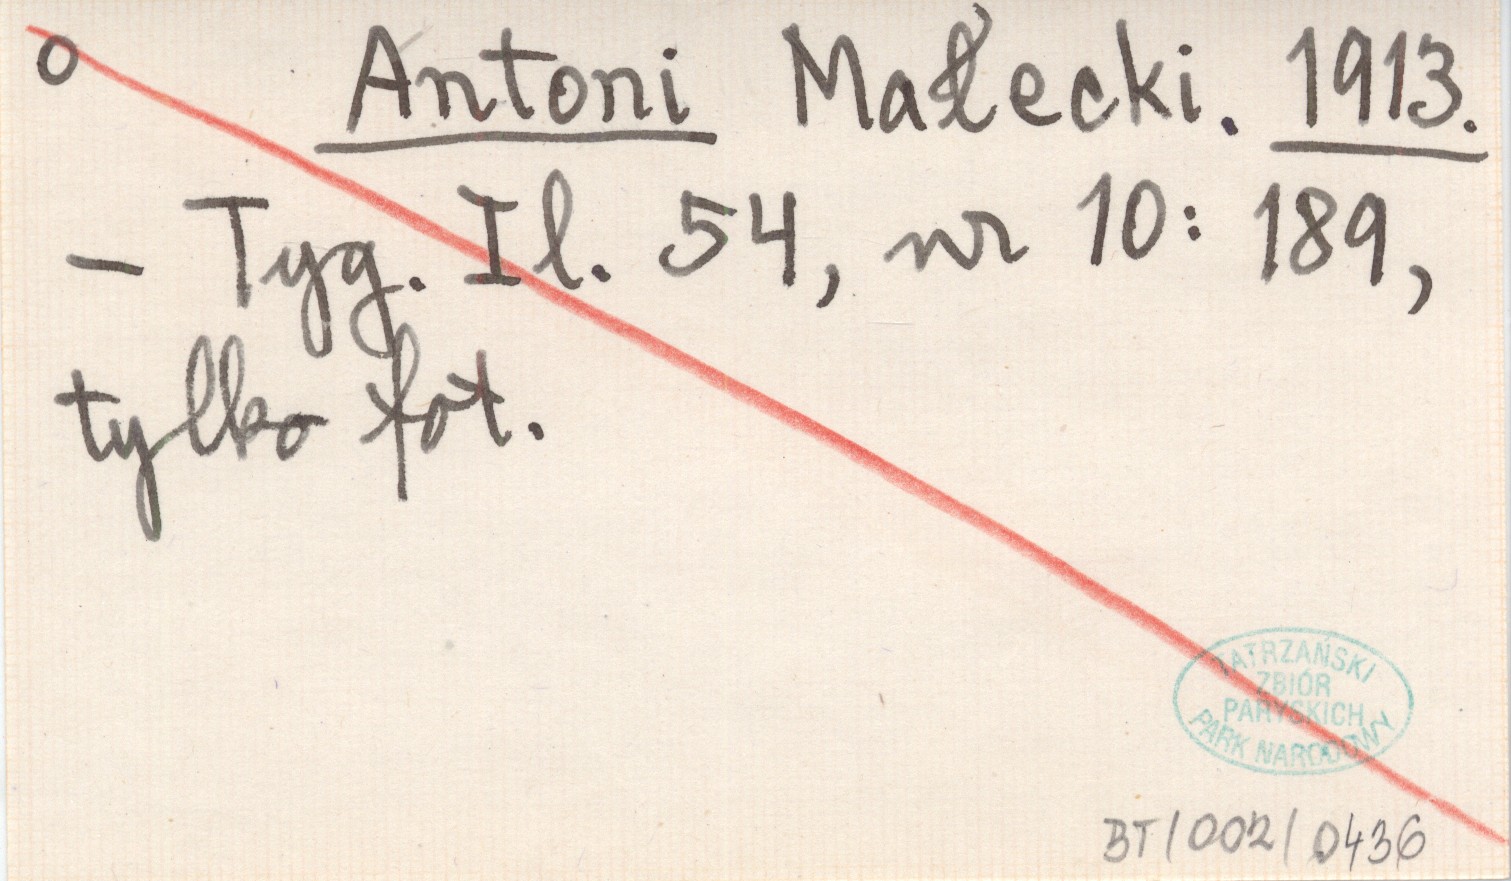 o Antoni Małecki. 1913.
– Tyg. Il. 54, nr 10: 189,
tylko fot.
TATRZAŃSKI
ZBIÓR
PARYSKICH
PARK NARODOWY
BT/002/0436